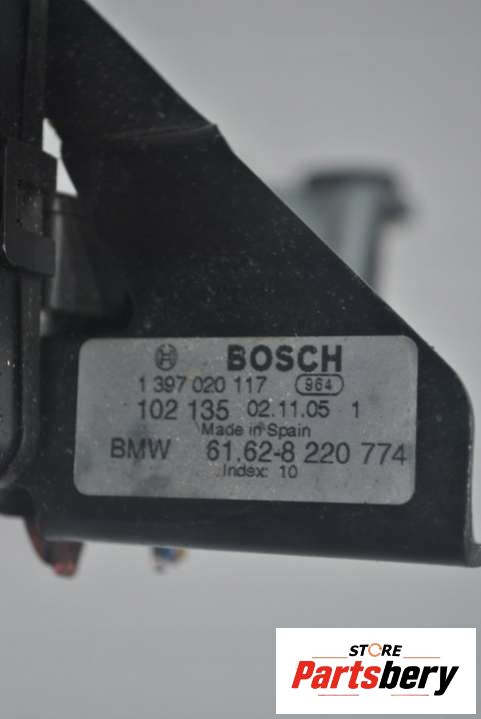 BOSCH
1 397 020 117 964
102 135 02.11.05 1
Made in Spain
BMW 61.62-8 220 774
Index: 10
STORE
Partsbery